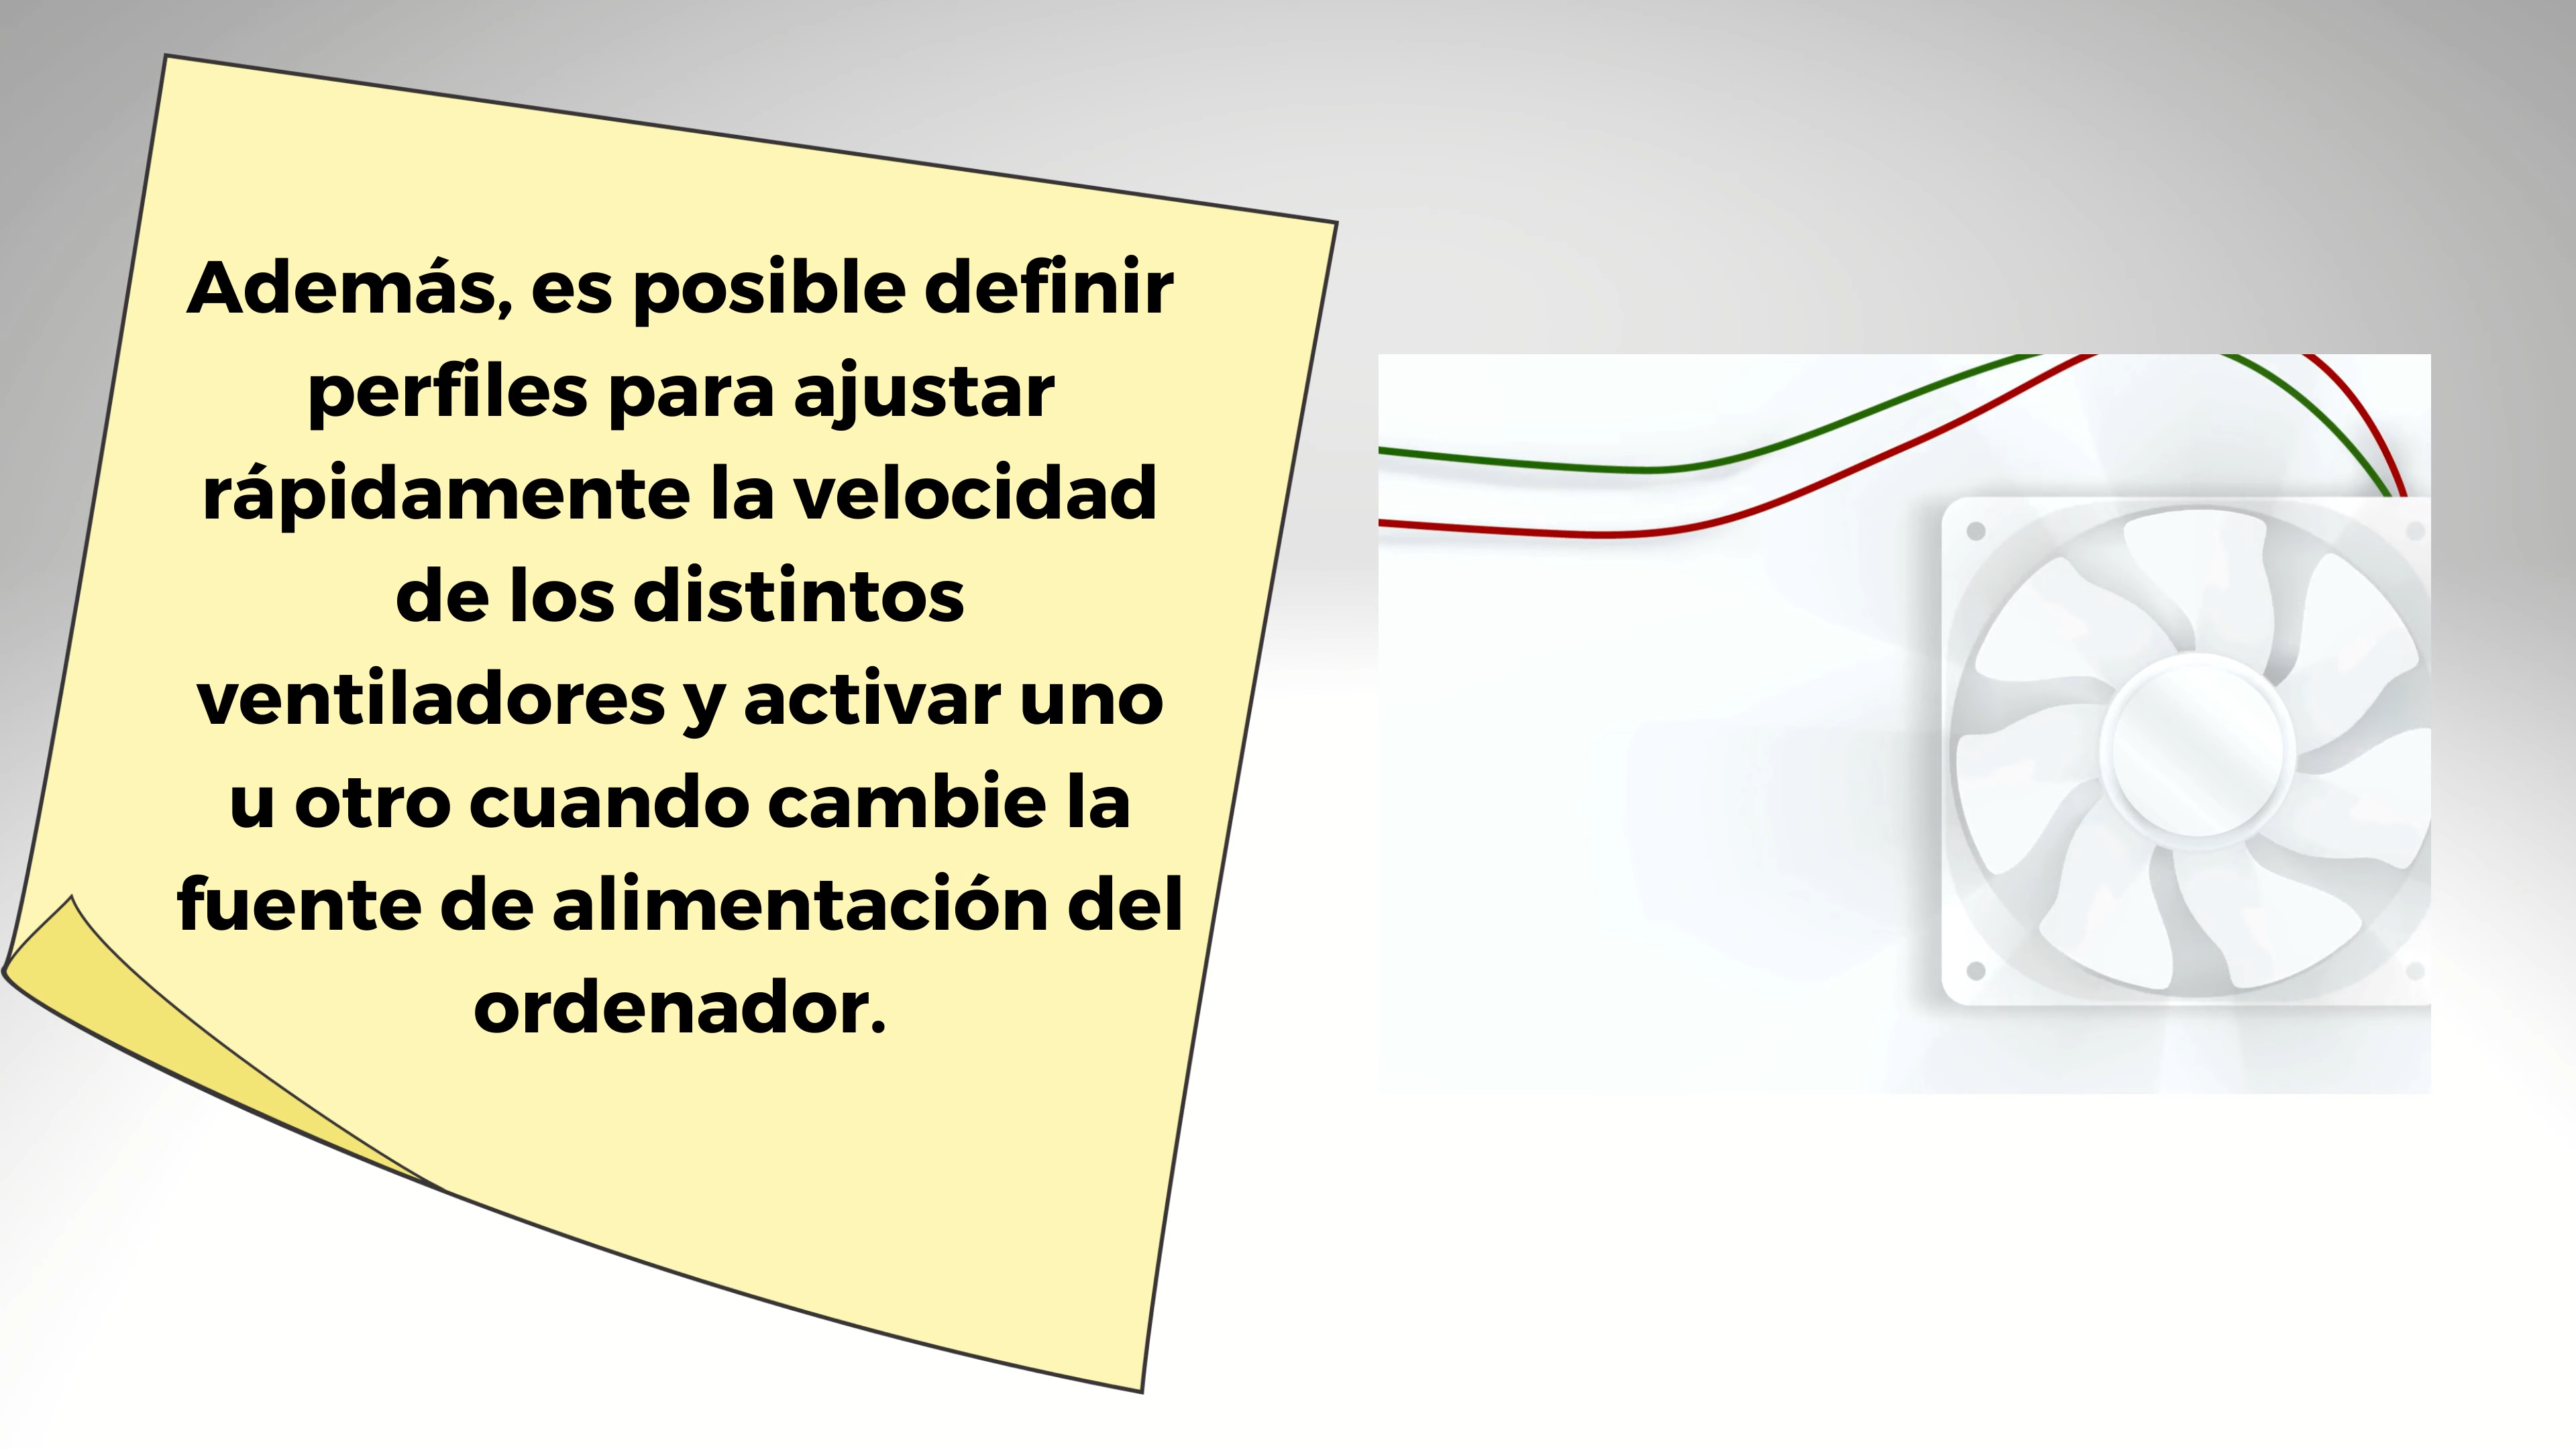 Además, es posible definir
perfiles para ajustar
rápidamente la velocidad
de los distintos
ventiladores y activar uno
u otro cuando cambie la
fuente de alimentación del
ordenador.